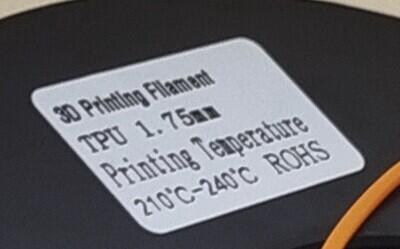 3D Printing Filament
TPU 1.75mm
Printing Temperature
210°C-240°C ROHS